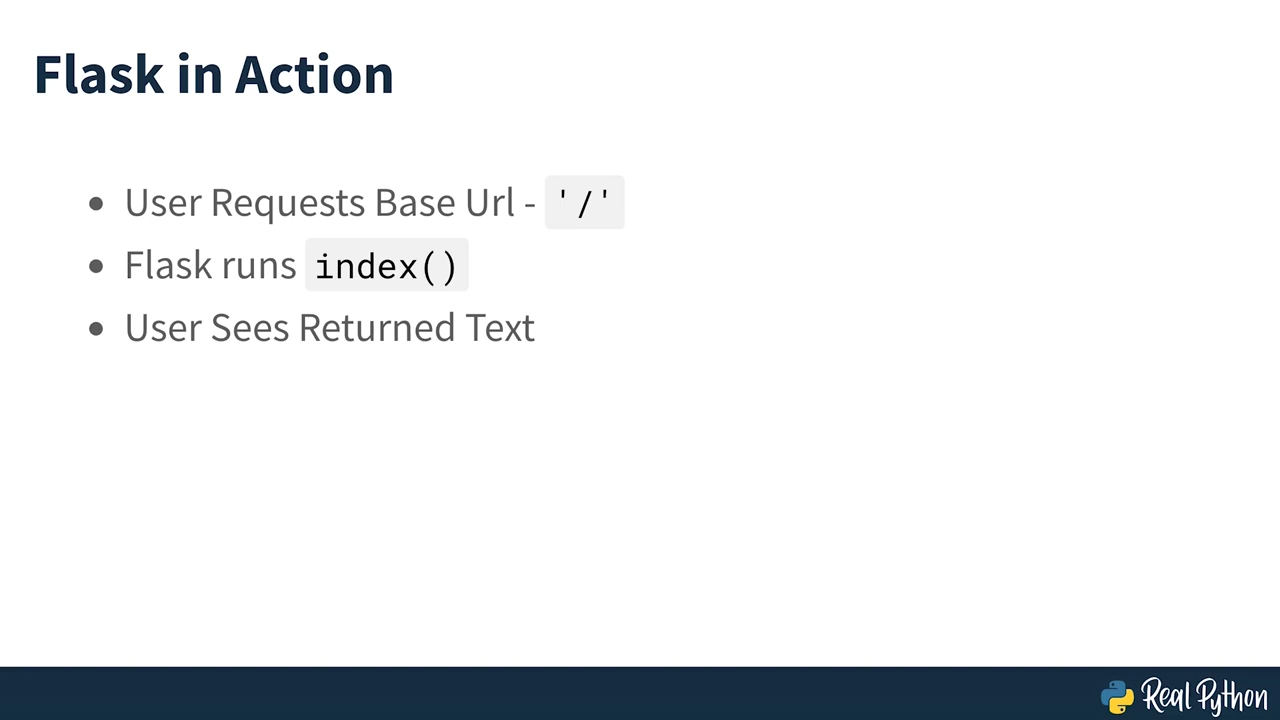 Flask in Action
• User Requests Base Url - '/'
• Flask runs index()
• User Sees Returned Text
Real Python